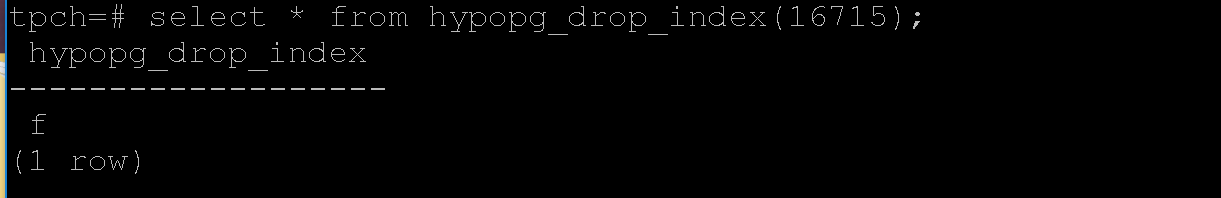 tpch=# select * from hypopg_drop_index(16715);
 hypopg_drop_index
-------------------
 f
(1 row)